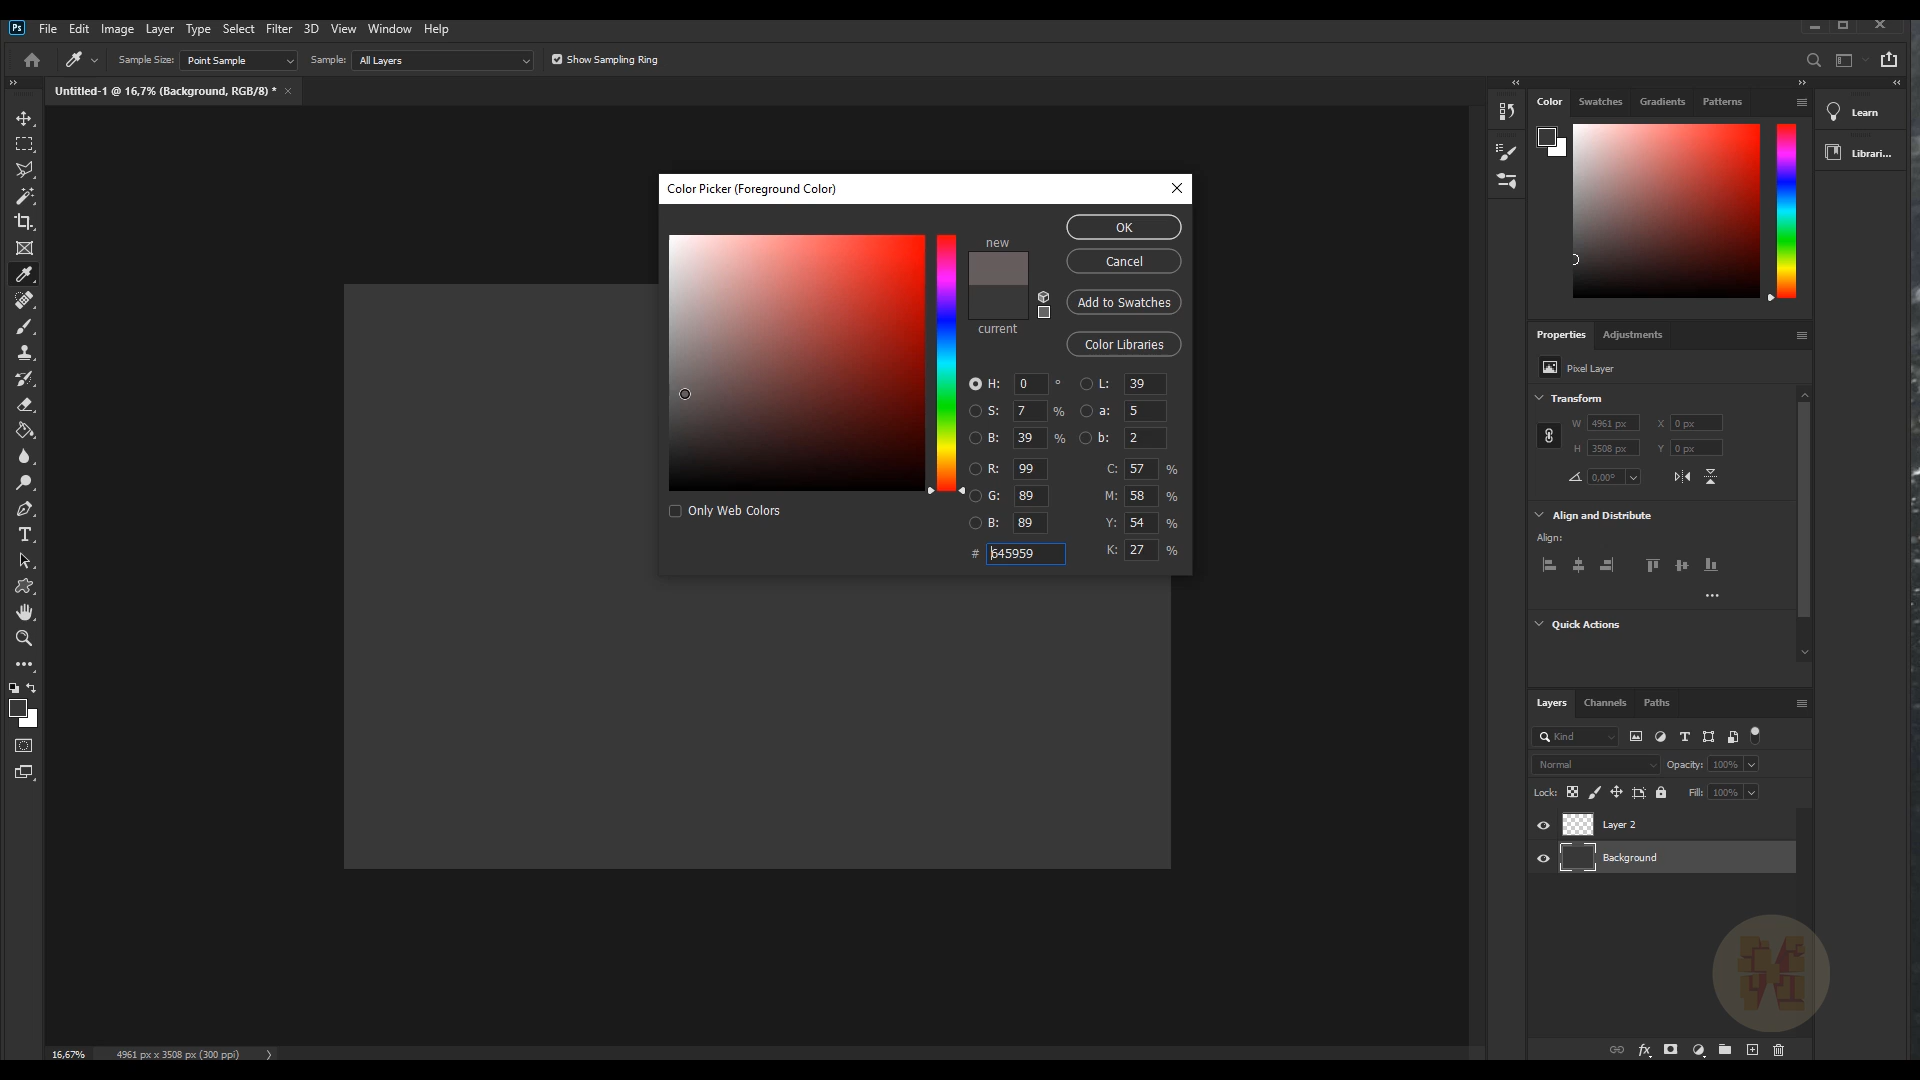 Ps File Edit Image Layer Type Select Filter 3D View Window Help
Sample Size: Point Sample Sample: All Layers Show Sampling Ring
Untitled-1 @ 16,7% (Background, RGB/8) *
Color Picker (Foreground Color)
new
current
OK
Cancel
Add to Swatches
Color Libraries
H: 0 ° L: 39
S: 7 % a: 5
B: 39 % b: 2
R: 99 C: 57 %
G: 89 M: 58 %
B: 89 Y: 54 %
# 645959 K: 27 %
Only Web Colors
Color Swatches Gradients Patterns
Learn
Librari...
Properties Adjustments
Pixel Layer
Transform
W 4961 px X 0 px
H 3508 px Y 0 px
0,00°
Align and Distribute
Align:
Quick Actions
Layers Channels Paths
Kind
Normal Opacity: 100%
Lock: Fill: 100%
Layer 2
Background
fx
16,67% 4961 px x 3508 px (300 ppi)